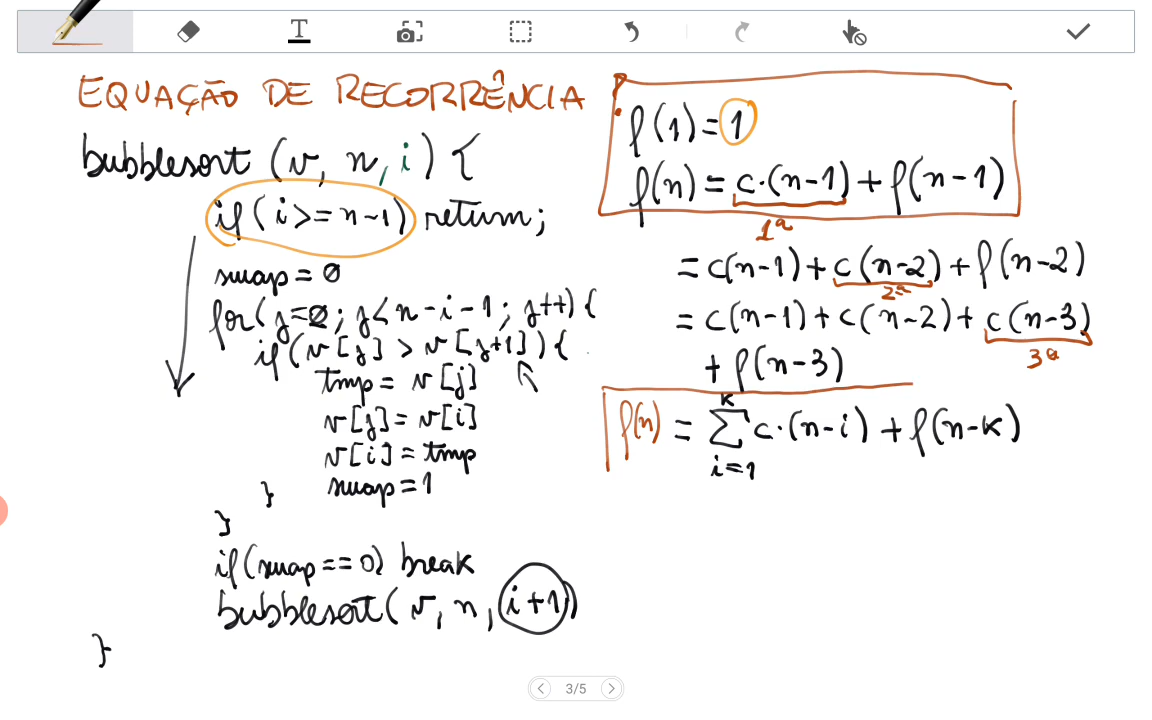 T
EQUAÇÃO DE RECORRÊNCIA
bubblesort (v, n, i) {
if (i >= n-1) return;
swap = 0
for(j=0; j< n-i-1; j++) {
if (v[j] > v[j+1]) {
tmp = v[j]
v[j] = v[i]
v[i] = tmp
swap = 1
}
}
if(swap == 0) break
bubblesort(v, n, i+1)
}
f(1) = 1
f(n) = c.(n-1) + f(n-1)
1ª
= c(n-1) + c(n-2) + f(n-2)
2ª
= c(n-1) + c(n-2) + c(n-3)
3ª
+ f(n-3)
f(n) = k∑i=1 c.(n-i) + f(n-k)
3/5